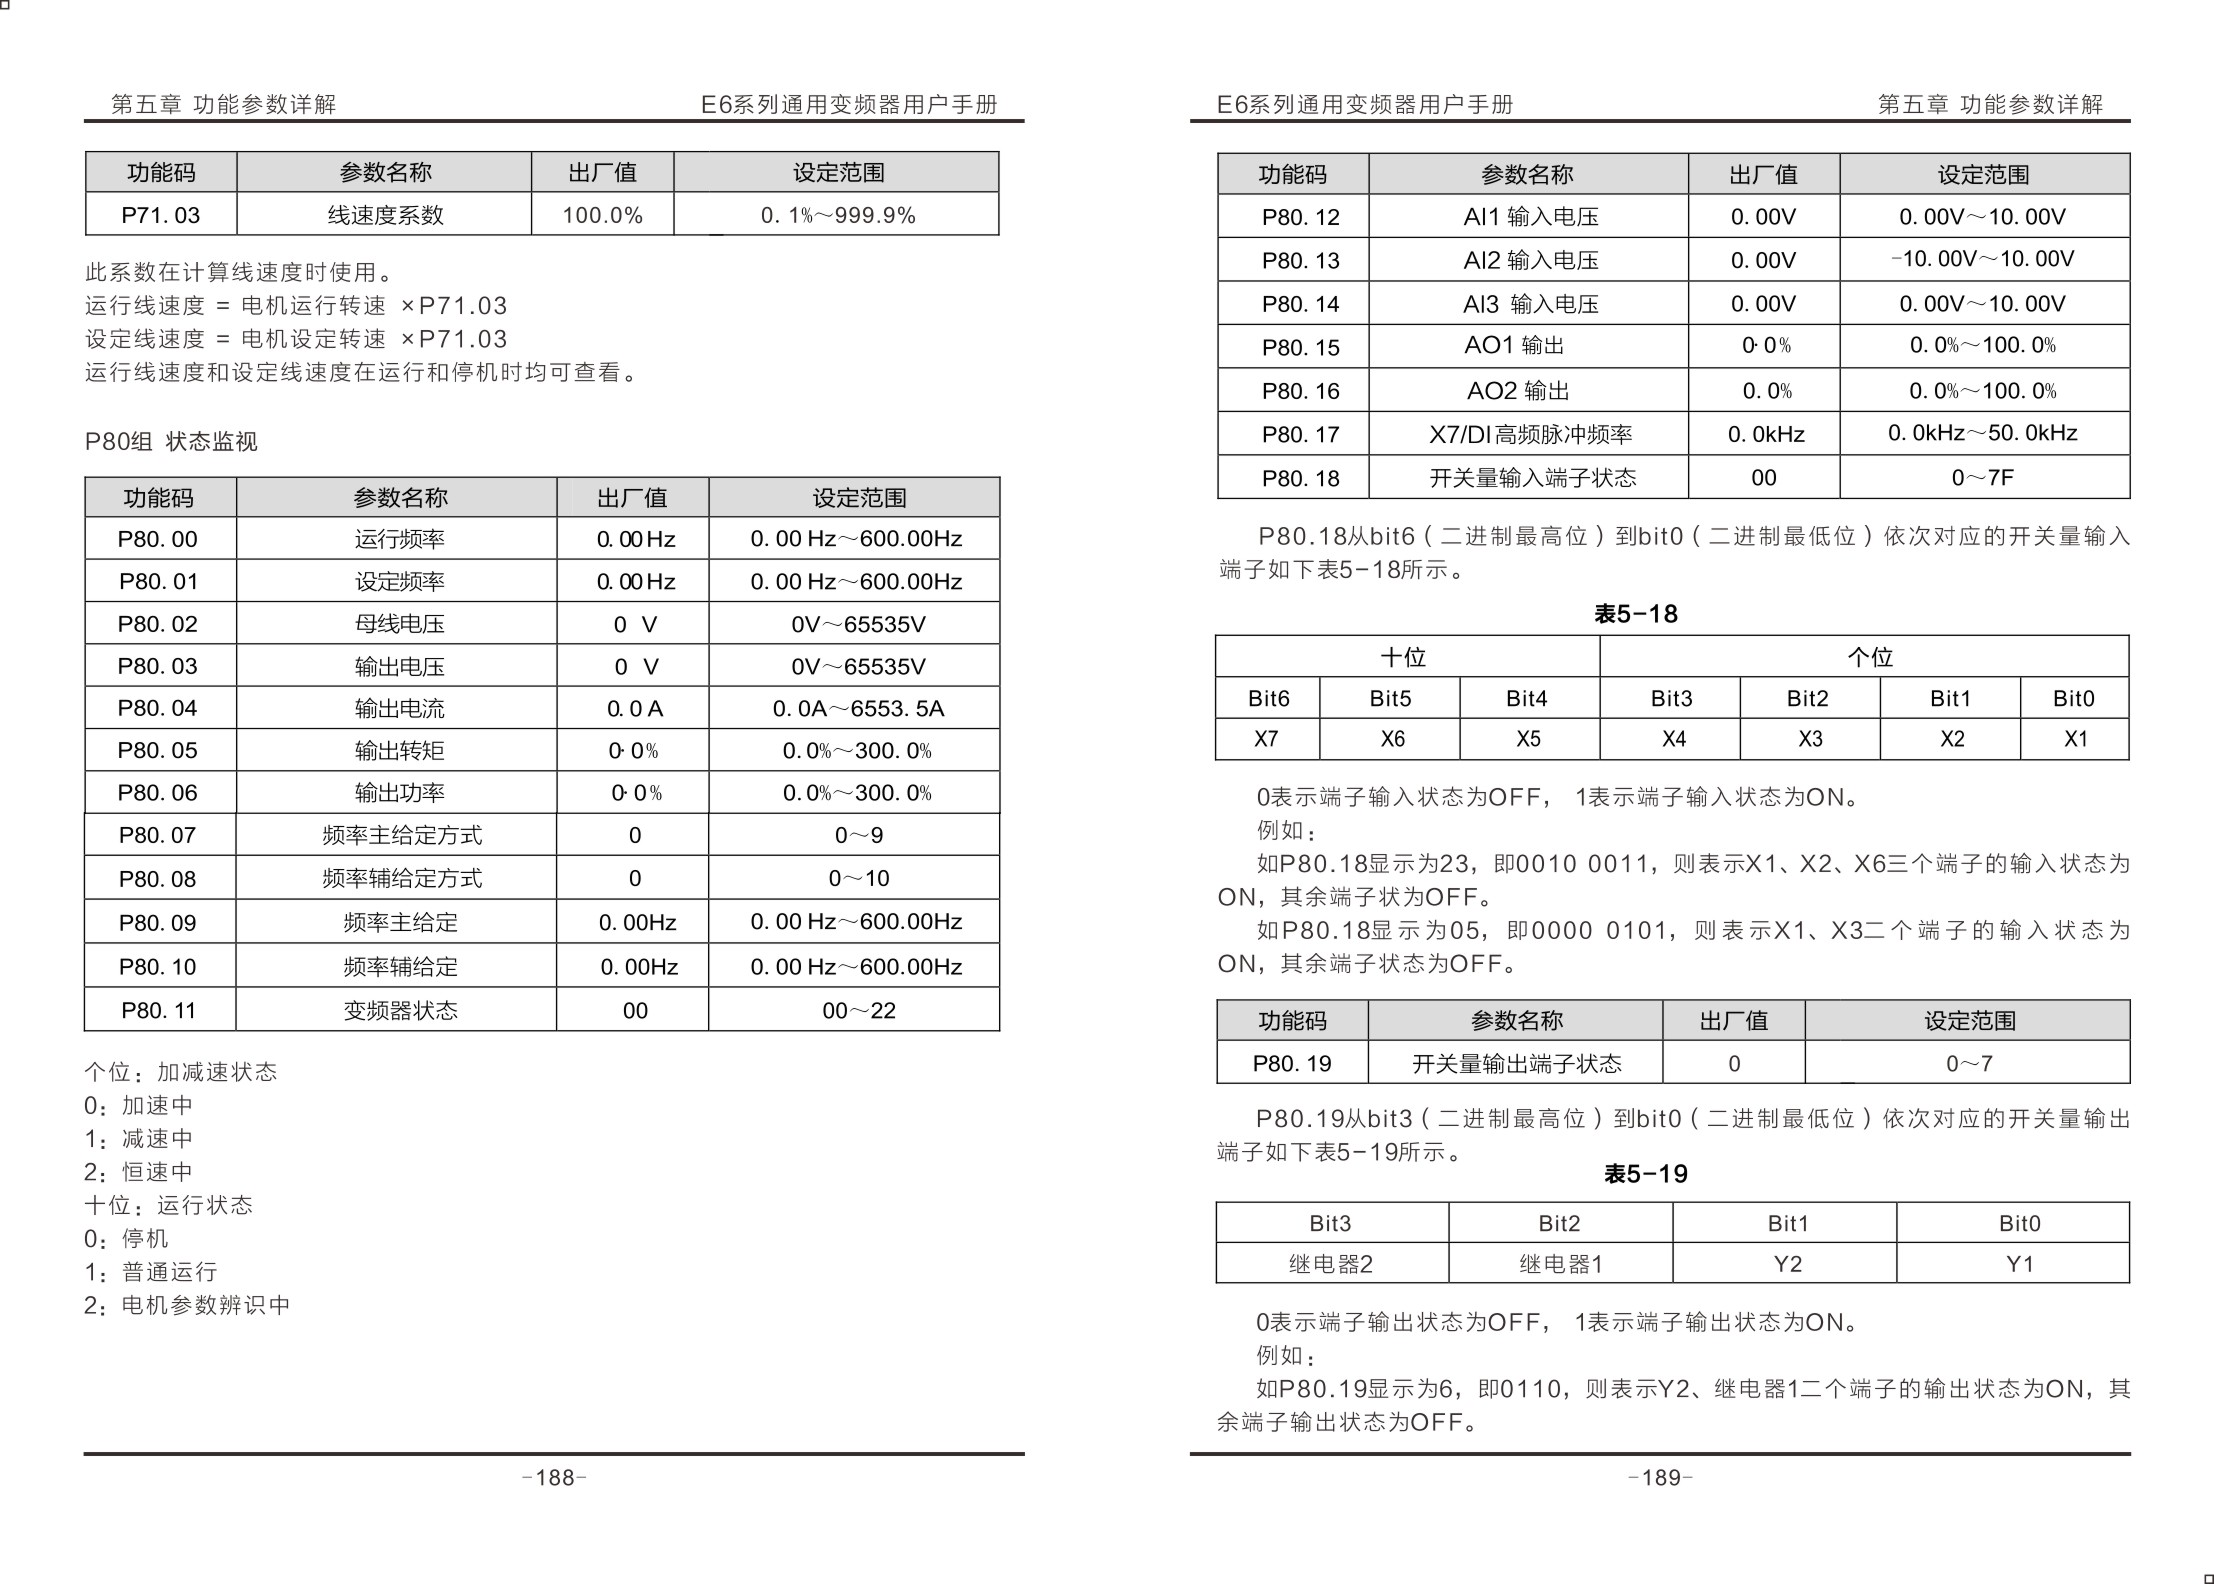 第五章 功能参数详解 E6系列通用变频器用户手册
功能码 参数名称 出厂值 设定范围
P71.03 线速度系数 100.0% 0.1%～999.9%
此系数在计算线速度时使用。
运行线速度 = 电机运行转速 ×P71.03
设定线速度 = 电机设定转速 ×P71.03
运行线速度和设定线速度在运行和停机时均可查看。
P80组 状态监视
功能码 参数名称 出厂值 设定范围
P80.00 运行频率 0.00Hz 0.00 Hz～600.00Hz
P80.01 设定频率 0.00Hz 0.00 Hz～600.00Hz
P80.02 母线电压 0 V 0V～65535V
P80.03 输出电压 0 V 0V～65535V
P80.04 输出电流 0.0A 0.0A～6553.5A
P80.05 输出转矩 0.0% 0.0%～300.0%
P80.06 输出功率 0.0% 0.0%～300.0%
P80.07 频率主给定方式 0 0～9
P80.08 频率辅给定方式 0 0～10
P80.09 频率主给定 0.00Hz 0.00 Hz～600.00Hz
P80.10 频率辅给定 0.00Hz 0.00 Hz～600.00Hz
P80.11 变频器状态 00 00～22
个位：加减速状态
0：加速中
1：减速中
2：恒速中
十位：运行状态
0：停机
1：普通运行
2：电机参数辨识中
-188-
E6系列通用变频器用户手册 第五章 功能参数详解
功能码 参数名称 出厂值 设定范围
P80.12 AI1 输入电压 0.00V 0.00V～10.00V
P80.13 AI2 输入电压 0.00V -10.00V～10.00V
P80.14 AI3 输入电压 0.00V 0.00V～10.00V
P80.15 AO1 输出 0.0% 0.0%～100.0%
P80.16 AO2 输出 0.0% 0.0%～100.0%
P80.17 X7/DI高频脉冲频率 0.0kHz 0.0kHz～50.0kHz
P80.18 开关量输入端子状态 00 0～7F
P80.18从bit6（二进制最高位）到bit0（二进制最低位）依次对应的开关量输入
端子如下表5-18所示。
表5-18
十位 个位
Bit6 Bit5 Bit4 Bit3 Bit2 Bit1 Bit0
X7 X6 X5 X4 X3 X2 X1
0表示端子输入状态为OFF， 1表示端子输入状态为ON。
例如：
如P80.18显示为23，即0010 0011，则表示X1、X2、X6三个端子的输入状态为
ON，其余端子状为OFF。
如P80.18显示为05，即0000 0101，则表示X1、X3二个端子的输入状态为
ON，其余端子状态为OFF。
功能码 参数名称 出厂值 设定范围
P80.19 开关量输出端子状态 0 0～7
P80.19从bit3（二进制最高位）到bit0（二进制最低位）依次对应的开关量输出
端子如下表5-19所示。
表5-19
Bit3 Bit2 Bit1 Bit0
继电器2 继电器1 Y2 Y1
0表示端子输出状态为OFF， 1表示端子输出状态为ON。
例如：
如P80.19显示为6，即0110，则表示Y2、继电器1二个端子的输出状态为ON，其
余端子输出状态为OFF。
-189-